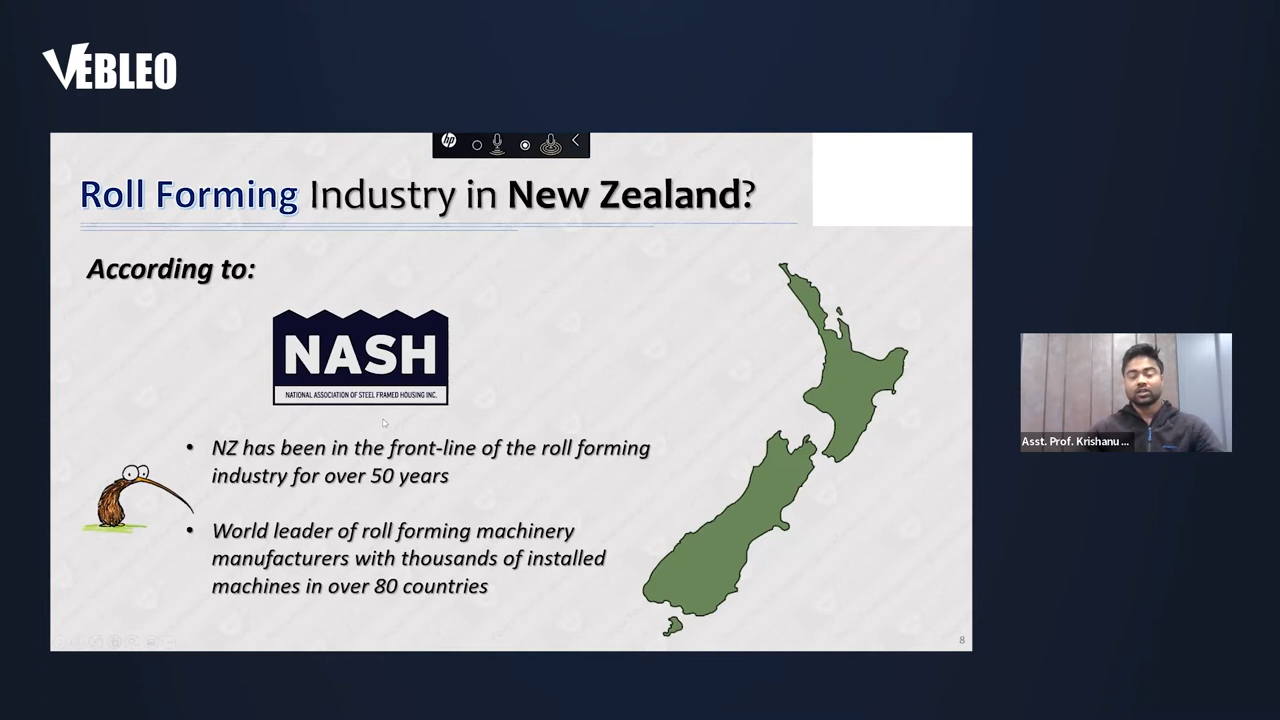 VEBLEO
hp
Roll Forming Industry in New Zealand?
According to:
NASH
NATIONAL ASSOCIATION OF STEEL FRAMED HOUSING INC.
• NZ has been in the front-line of the roll forming
industry for over 50 years
• World leader of roll forming machinery
manufacturers with thousands of installed
machines in over 80 countries
8
Asst. Prof. Krishanu ...